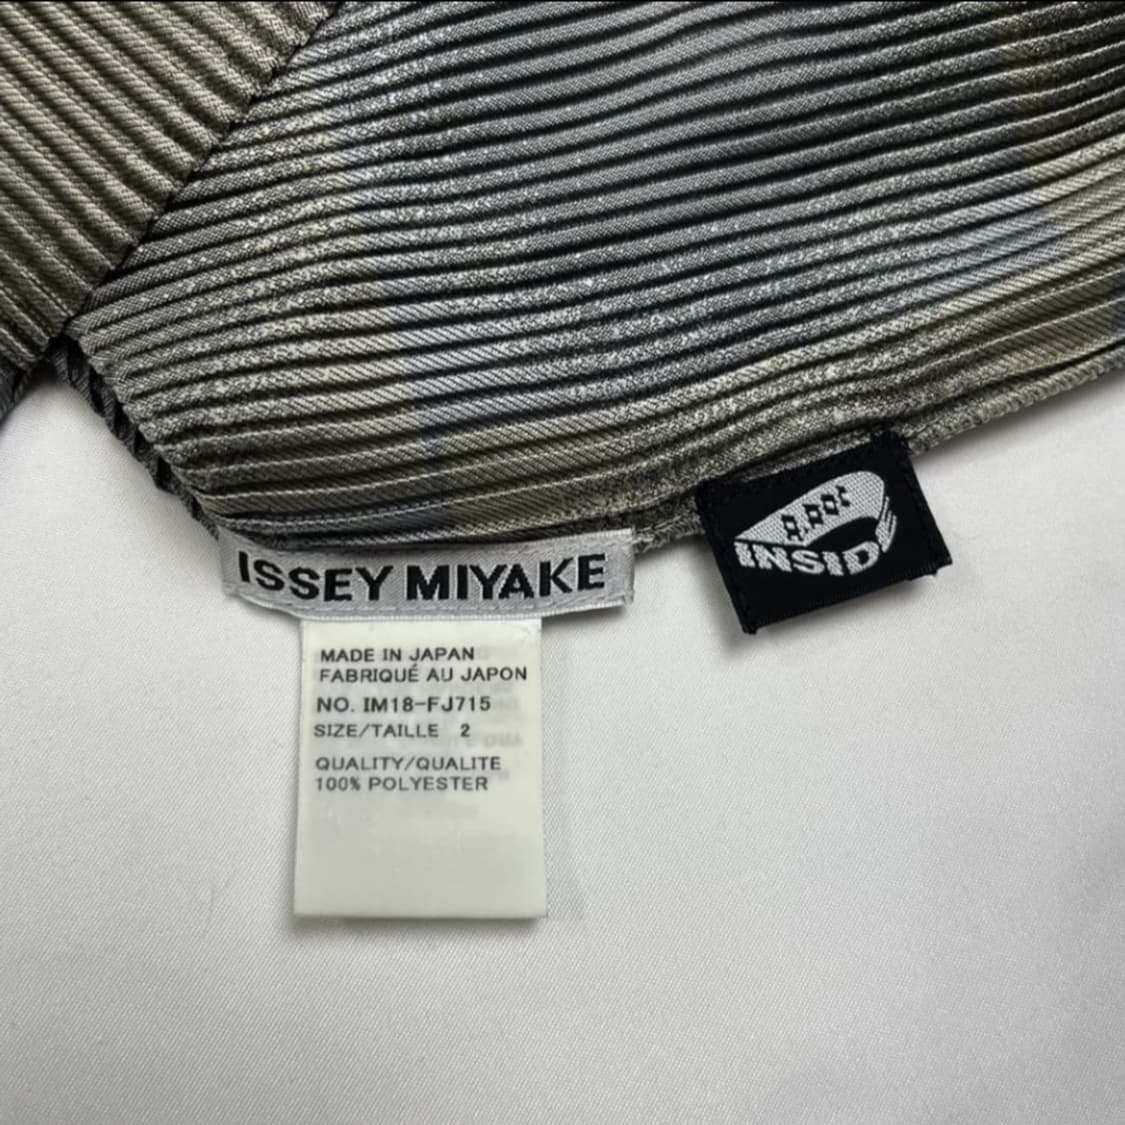 ISSEY MIYAKE
MADE IN JAPAN
FABRIQUÉ AU JAPON
NO. IM18-FJ715
SIZE/TAILLE 2
QUALITY/QUALITE
100% POLYESTER
A.POC
INSIDE